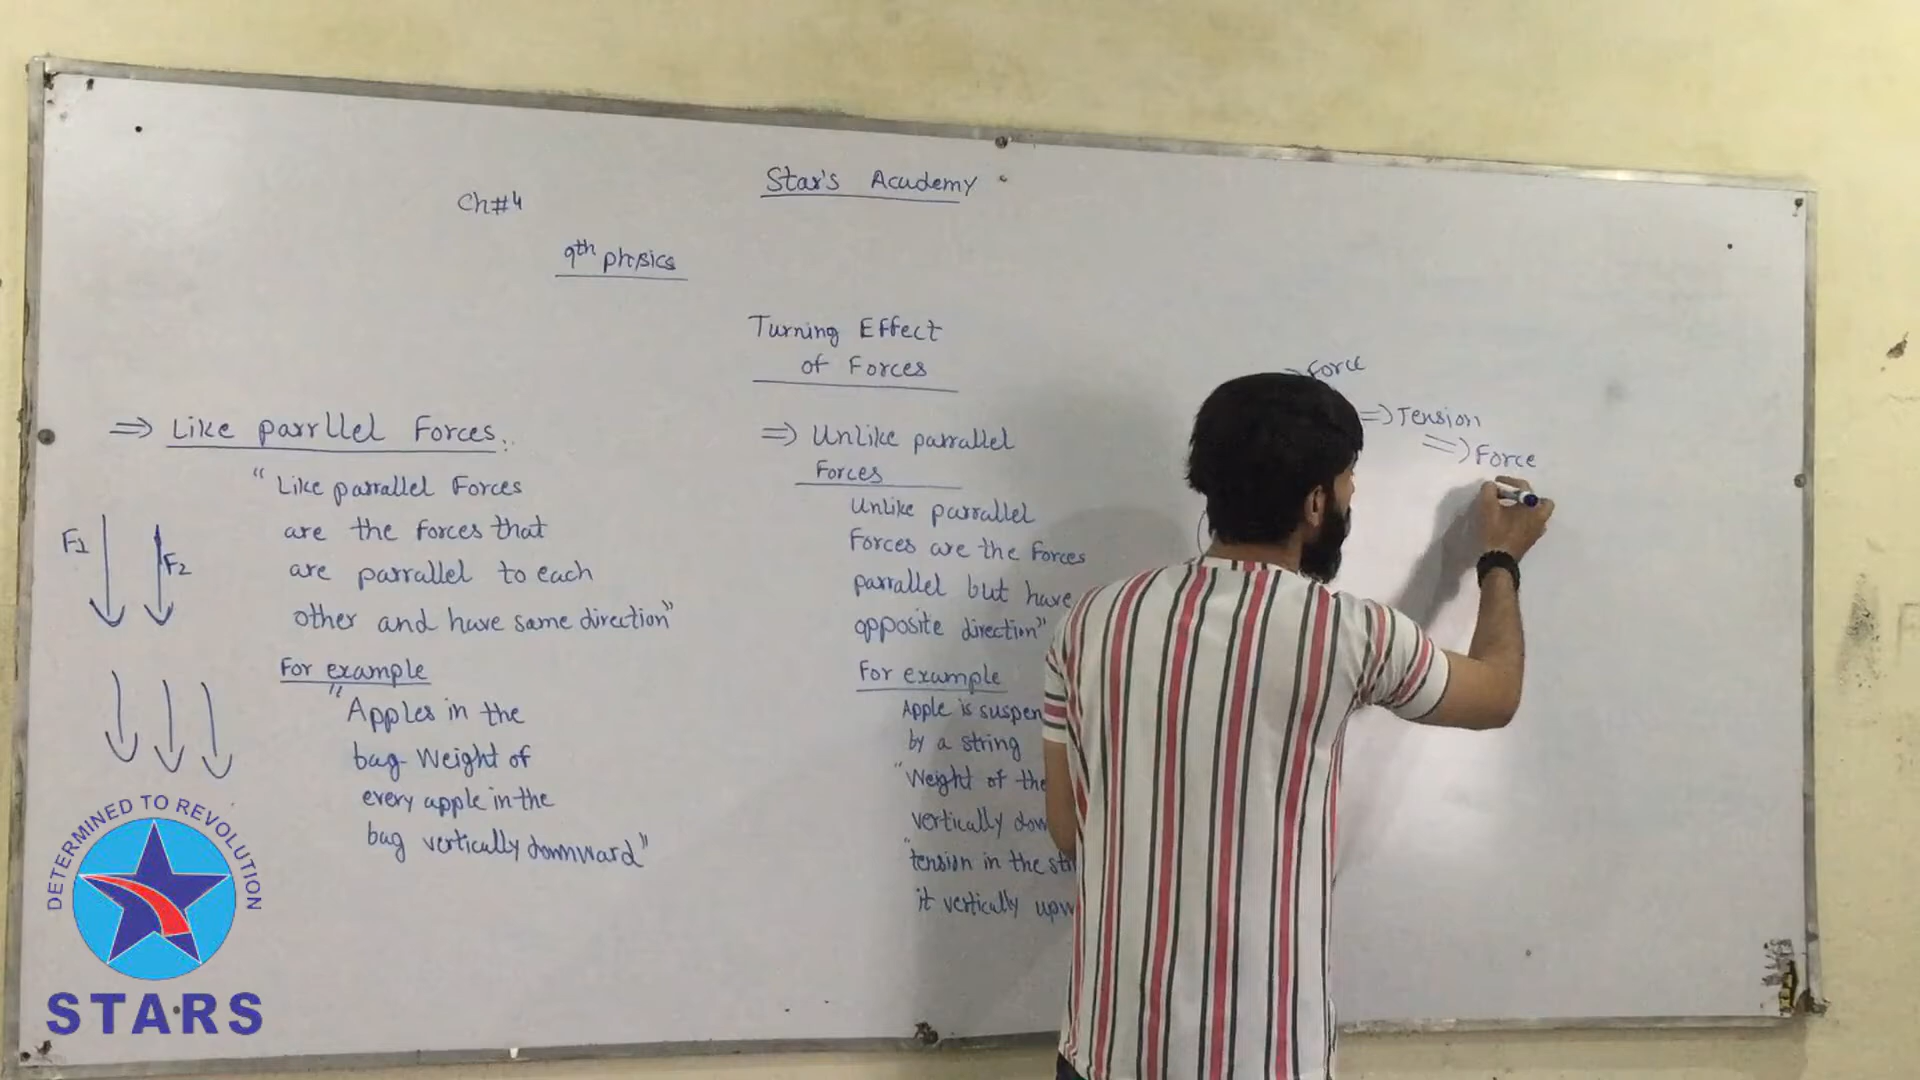 Star's Academy
Ch#4
9th physics
Turning Effect
of Forces
⇒ Like parrllel Forces.
"Like parrallel Forces
are the forces that
are parrallel to each
other and have same direction"
F1
F2
For example
"Apples in the
bag Weight of
every apple in the
bag vertically downward"
⇒ Unlike parrallel
Forces
Unlike parrallel
Forces are the Forces
parrallel but have
opposite direction"
For example
Apple is suspen
by a string
"Weight of the
vertically dow
"tension in the str
it vertically upw
⇒ Force
⇒ Tension
⇒ Force
DETERMINED TO REVOLUTION
STARS